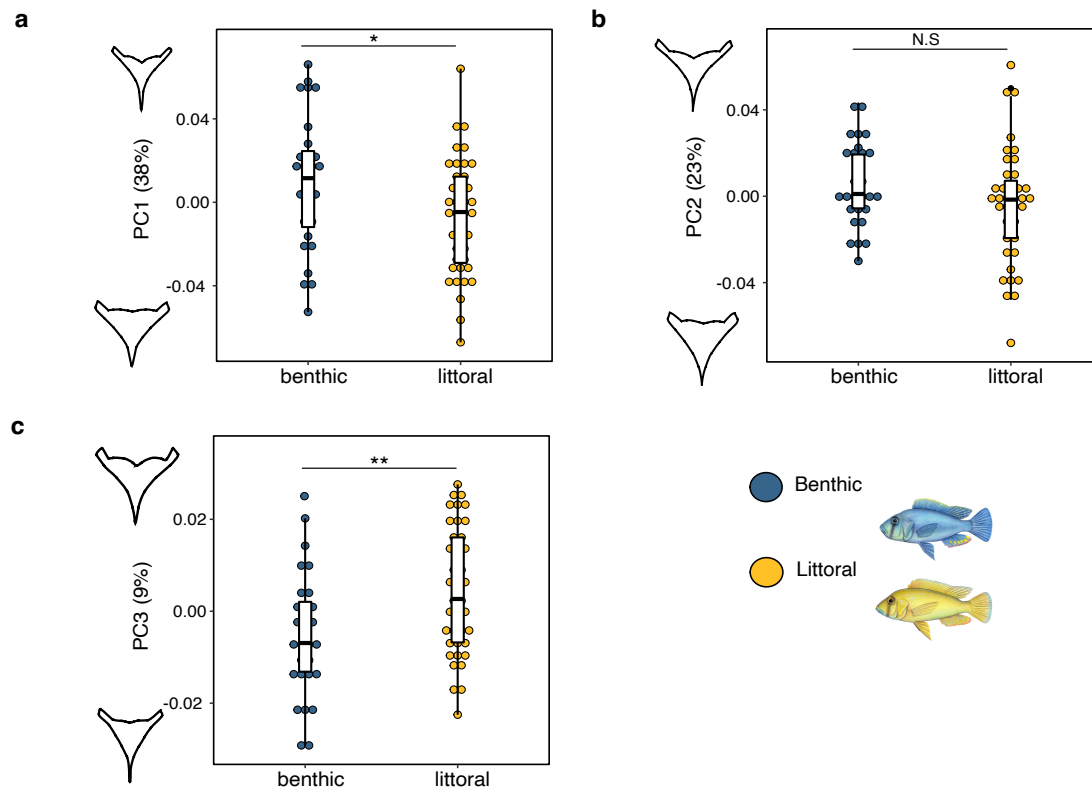 a
*
0.04
0.00
-0.04
PC1 (38%)
benthic littoral
b
N.S
0.04
0.00
-0.04
PC2 (23%)
benthic littoral
c
**
0.02
0.00
-0.02
PC3 (9%)
benthic littoral
Benthic
Littoral